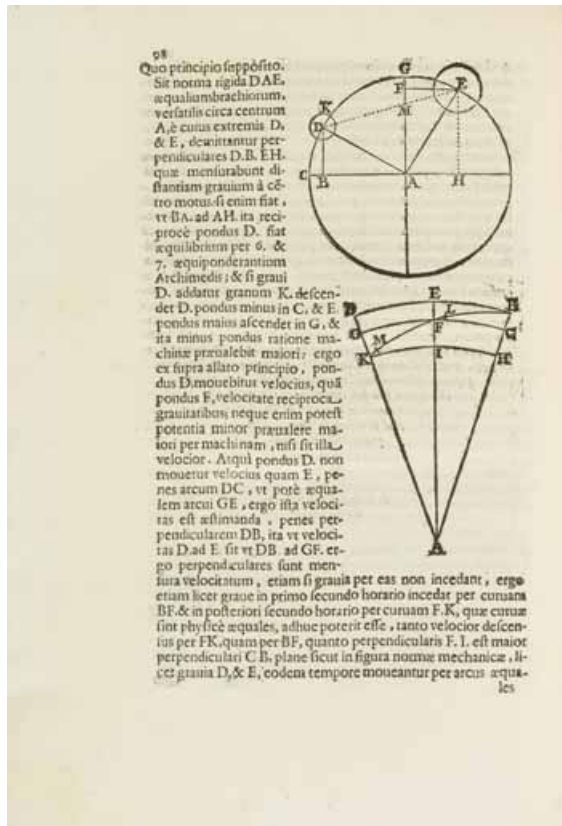 98
Quo principio suppòsito.
Sit norma rigida DAE,
æqualium brachiorum,
versatilis circa centrum
A, è cuius extremis D,
& E, demittantur per-
pendiculares D.B. EH.
quæ mensurabunt di-
stantiam grauium à cẽ-
tro motus: si enim fiat,
vt BA. ad AH. ita reci-
procè pondus D. fiat
æquilibrium per 6. &
7. æquiponderantium
Archimedis; & si graui
D. addatur granum K. descen-
det D. pondus minus in C, & E.
pondus maius ascendet in G, &
ita minus pondus ratione ma-
chinæ præualebit maiori: ergo
ex supra allato principio, pon-
dus D. mouebitur velocius, quã
pondus F, velocitate reciproca
grauitatibus; neque enim potest
potentia minor præualere ma-
iori per machinam, nisi sit illa
velocior. Atqui pondus D. non
mouetur velocius quam E, pe-
nes arcum DC, vt potè æqua-
lem arcui GE, ergo ista veloci-
tas est æstimanda, penes per-
pendicularem DB, ita vt veloci-
tas D. ad E sit vt DB. ad GF. er-
go perpendiculares sunt men-
sura velocitatum, etiam si grauia per eas non incedant, ergo
etiam licet graue in primo secundo horario incedat per curuam
BF. & in posteriori secundo horario per curuam F.K, quæ curuæ
sint physicè æquales, adhuc poterit esse, tanto velocior descen-
sus per FK, quam per BF, quanto perpendicularis F.I. est maior
perpendiculari C B. plane sicut in figura normæ mechanicæ, li-
cet grauia D, & E, eodem tempore moueantur per arcus æqua-
les
G
F
E
K
M
D
C
B
A
H
E
D
L
B
C
F
G
M
K
I
H
A